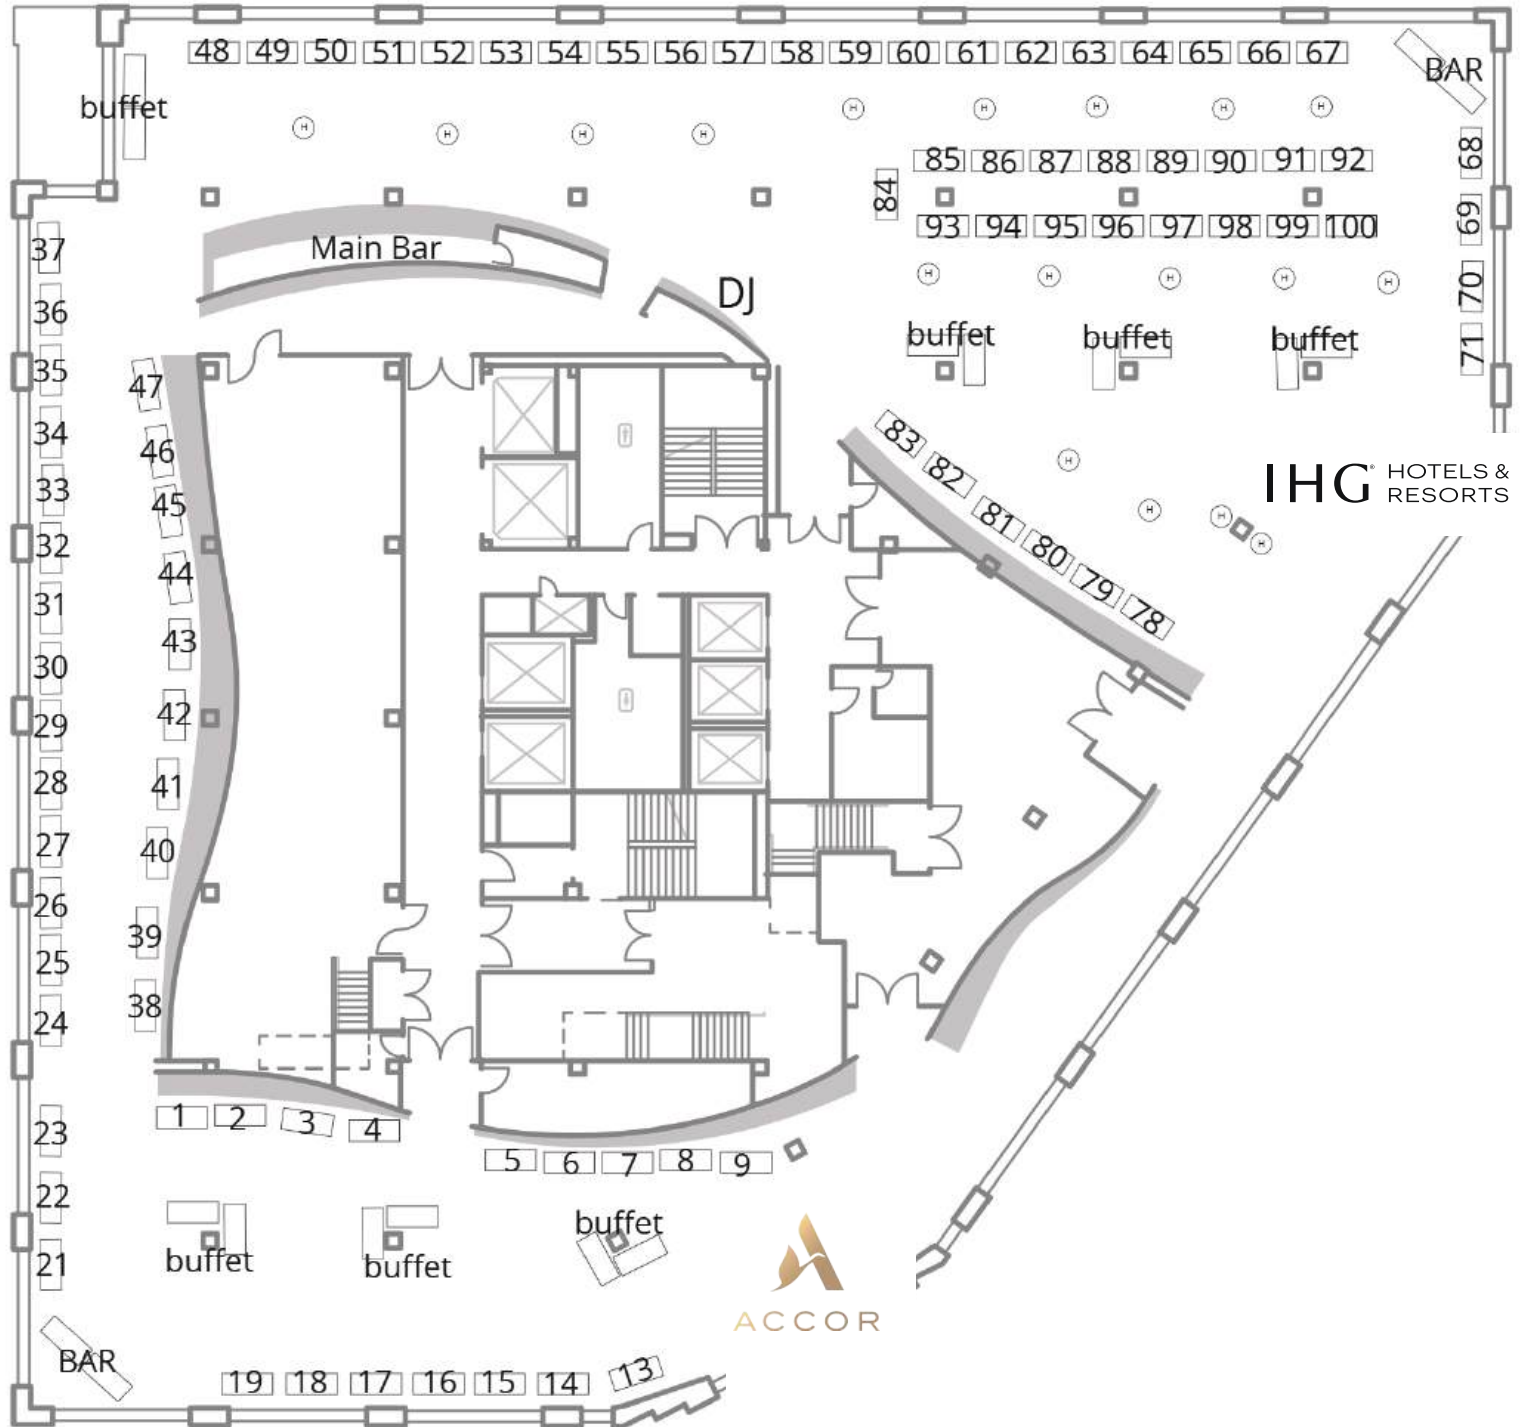 48 49 50 51 52 53 54 55 56 57 58 59 60 61 62 63 64 65 66 67
BAR
buffet
H H H H H H H H H
85 86 87 88 89 90 91 92
68
84
93 94 95 96 97 98 99 100
69
37
Main Bar
DJ
H H H H H
70
36
buffet buffet buffet
71
35
47
34
83
46
82
H
33
IHG® HOTELS &
RESORTS
45
81
H H
32
80
H
44
79
31
78
43
30
42
29
41
28
40
27
26
39
25
38
24
1 2 3 4
23
5 6 7 8 9
22
buffet
21
buffet buffet
ACCOR
BAR
19 18 17 16 15 14 13